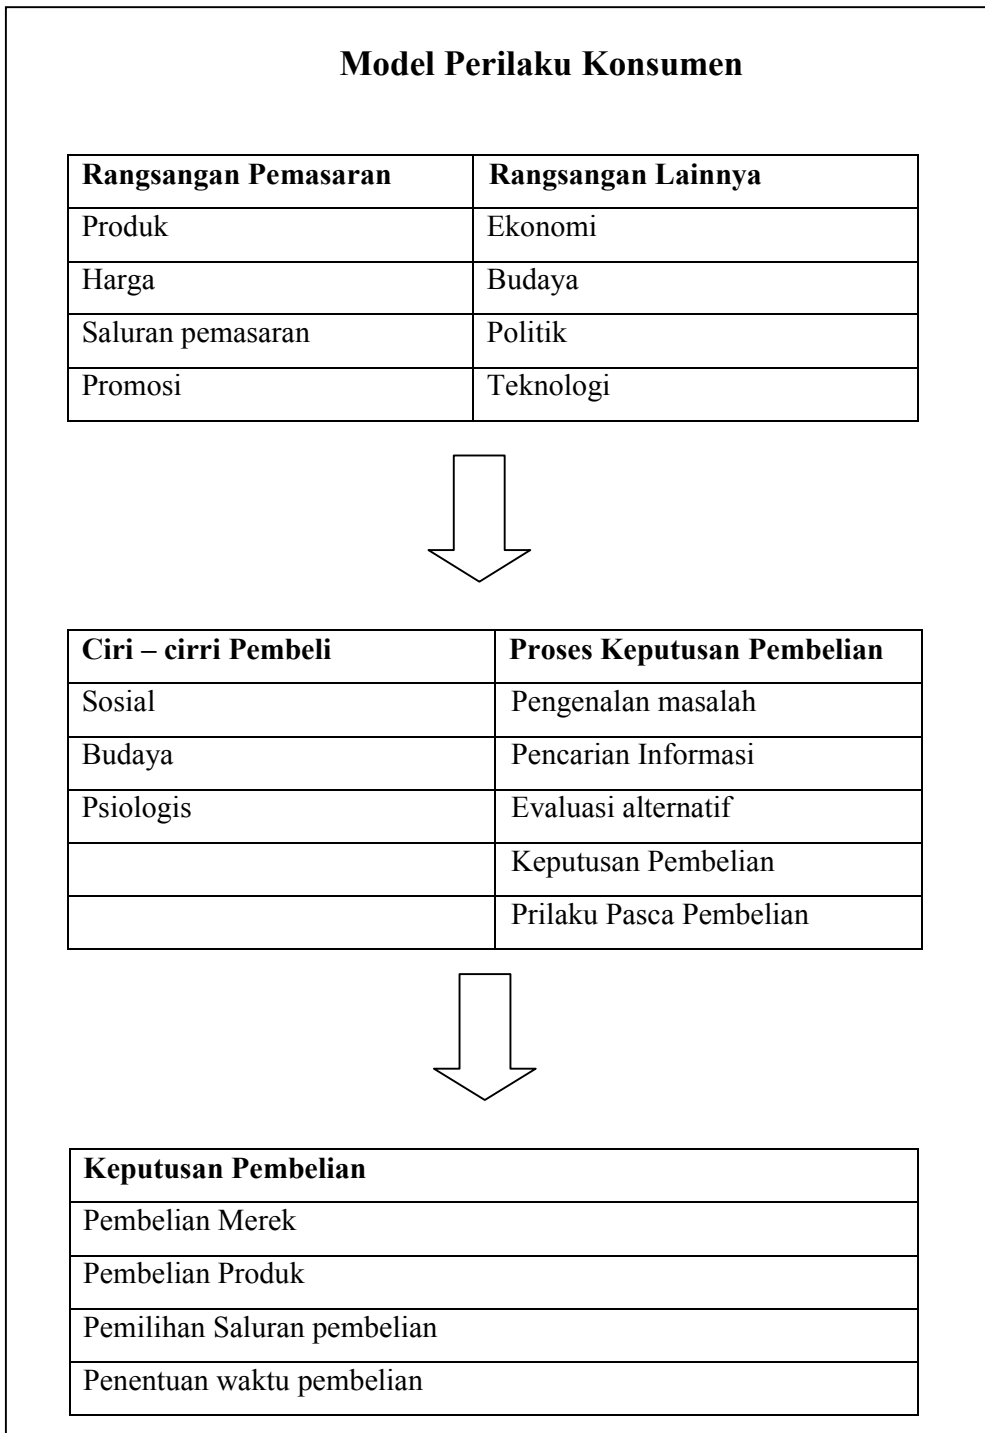 Model Perilaku Konsumen
Rangsangan Pemasaran Rangsangan Lainnya
Produk Ekonomi
Harga Budaya
Saluran pemasaran Politik
Promosi Teknologi
Ciri – cirri Pembeli Proses Keputusan Pembelian
Sosial Pengenalan masalah
Budaya Pencarian Informasi
Psiologis Evaluasi alternatif
Keputusan Pembelian
Prilaku Pasca Pembelian
Keputusan Pembelian
Pembelian Merek
Pembelian Produk
Pemilihan Saluran pembelian
Penentuan waktu pembelian